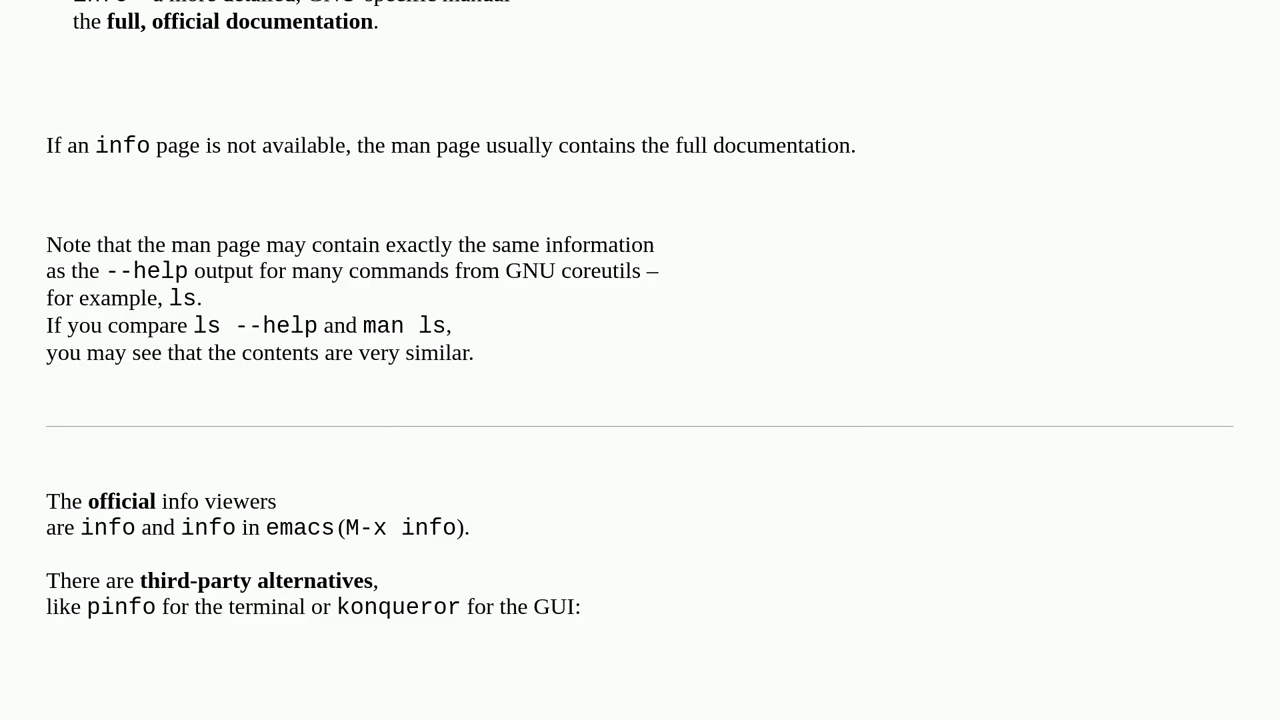 the full, official documentation.
If an info page is not available, the man page usually contains the full documentation.
Note that the man page may contain exactly the same information
as the --help output for many commands from GNU coreutils –
for example, ls.
If you compare ls --help and man ls,
you may see that the contents are very similar.
The official info viewers
are info and info in emacs(M-x info).
There are third-party alternatives,
like pinfo for the terminal or konqueror for the GUI: